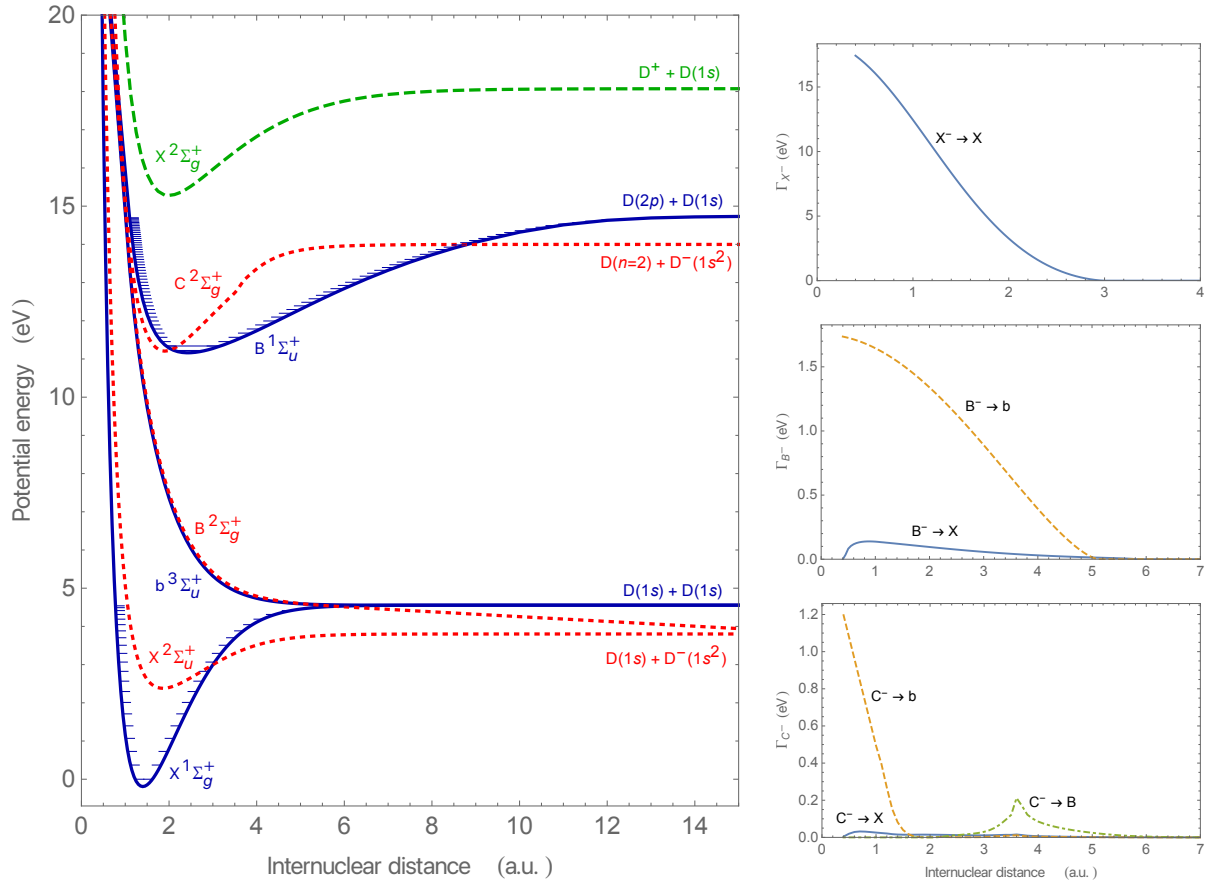 20
15
10
5
0
0
2
4
6
8
10
12
14
Potential energy (eV)
Internuclear distance (a.u.)
D⁺ + D(1s)
X ²Σg⁺
D(2p) + D(1s)
D(n=2) + D⁻(1s²)
C ²Σg⁺
B ¹Σu⁺
B ²Σg⁺
b ³Σu⁺
D(1s) + D(1s)
X ²Σu⁺
D(1s) + D⁻(1s²)
X ¹Σg⁺
15
10
5
0
0
1
2
3
4
ΓX⁻ (eV)
X⁻ → X
1.5
1.0
0.5
0.0
0
1
2
3
4
5
6
7
ΓB⁻ (eV)
B⁻ → b
B⁻ → X
1.2
1.0
0.8
0.6
0.4
0.2
0.0
0
1
2
3
4
5
6
7
ΓC⁻ (eV)
C⁻ → b
C⁻ → B
C⁻ → X
Internuclear distance (a.u.)